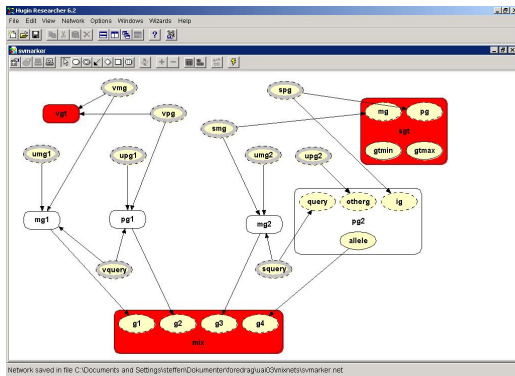 Hugin Researcher 6.2
File Edit View Network Options Windows Wizards Help
svmarker
vmg
spg
vgt
vpg
mg
pg
smg
sgt
umg1
upg1
umg2
upg2
gtmin
gtmax
query
otherg
ig
mg1
pg1
mg2
pg2
allele
vquery
squery
g1
g2
g3
g4
mix
Network saved in file C:\Documents and Settings\steffen\Dokumenter\foredrag\uai03\mixnets\svmarker.net